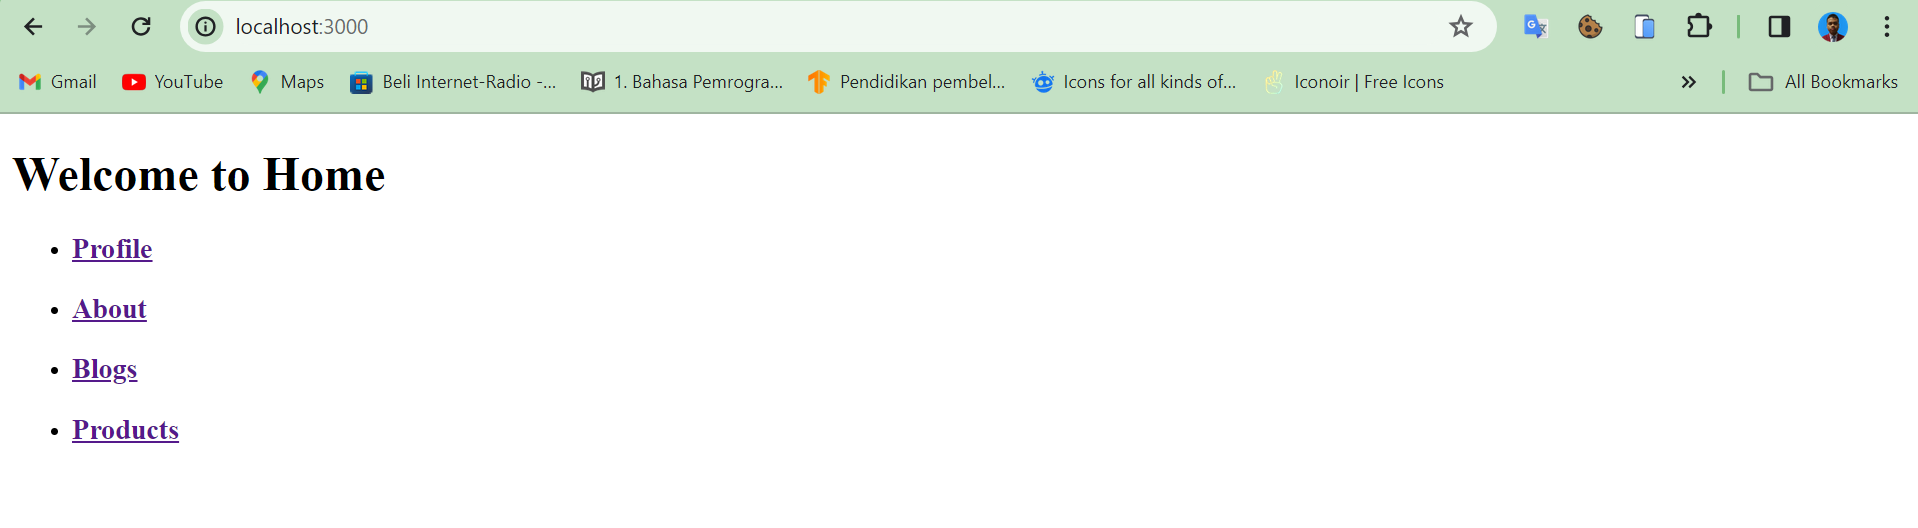 localhost:3000
Gmail YouTube Maps Beli Internet-Radio -... 1. Bahasa Pemrogra... Pendidikan pembel... Icons for all kinds of... Iconoir | Free Icons » All Bookmarks
Welcome to Home
• Profile
• About
• Blogs
• Products